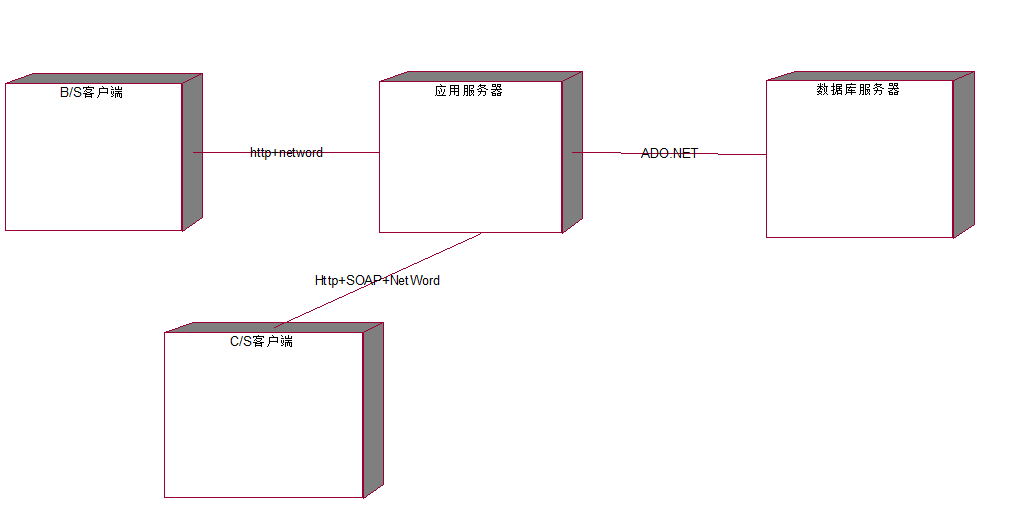 B/S客户端
应用服务器
数据库服务器
http+netword
ADO.NET
Http+SOAP+NetWord
C/S客户端